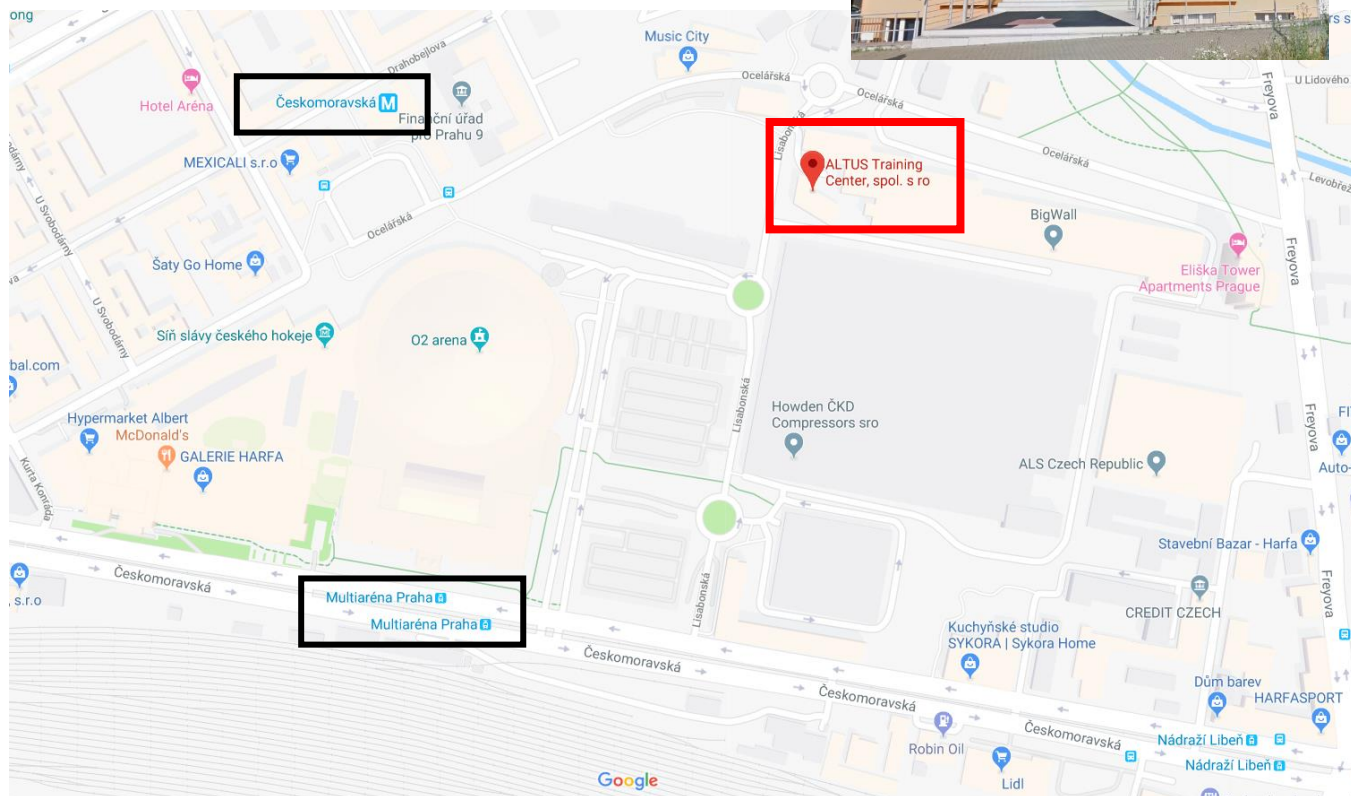 ong
Music City
Drahobejlova
Ocelářská
Freyova
U Lidového
Hotel Aréna
Českomoravská M
Finanční úřad
pro Prahu 9
Ocelářská
Lisabonská
MEXICALI s.r.o
ALTUS Training
Center, spol. s ro
Ocelářská
U Svobodárny
Ocelářská
BigWall
Freyova
Šaty Go Home
Eliška Tower
Apartments Prague
U Svobodárny
Síň slávy českého hokeje
O2 arena
bal.com
Lisabonská
Howden ČKD
Compressors sro
Hypermarket Albert
McDonald's
GALERIE HARFA
Freyova
ALS Czech Republic
Auto-
Kurta Konráda
Stavební Bazar - Harfa
Českomoravská
, s.r.o
Multiaréna Praha
Multiaréna Praha
Lisabonská
Freyova
CREDIT CZECH
Kuchyňské studio
SYKORA | Sykora Home
Českomoravská
Českomoravská
Dům barev
HARFASPORT
Robin Oil
Českomoravská
Nádraží Libeň
Nádraží Libeň
Google
Lidl